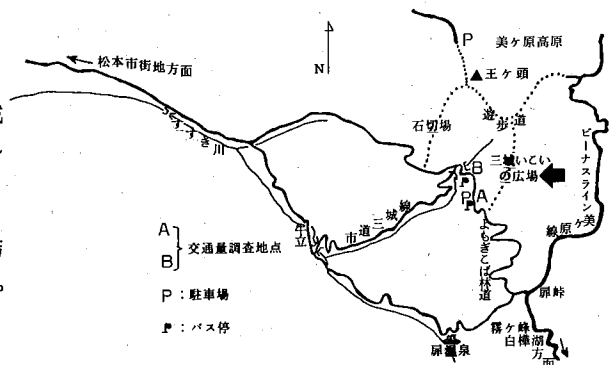 P
美ヶ原高原
←松本市街地方面
N
▲王ヶ頭
遊歩道
石切場
すすき川
B
三城いこいの広場
P
A
ビーナスライン美ヶ原線
市道三城線
牛立
よもぎこば林道
A
B
交通量調査地点
P：駐車場
：バス停
扉峠
扉温泉
霧ヶ峰
白樺湖
方面